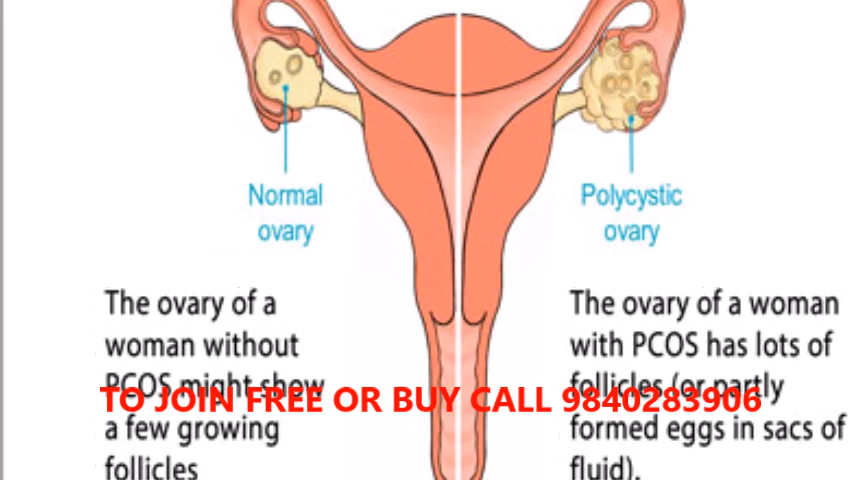 Normal
ovary
Polycystic
ovary
The ovary of a
woman without
PCOS might show
a few growing
follicles
The ovary of a woman
with PCOS has lots of
follicles (or partly
formed eggs in sacs of
fluid).
TO JOIN FREE OR BUY CALL 9840283906